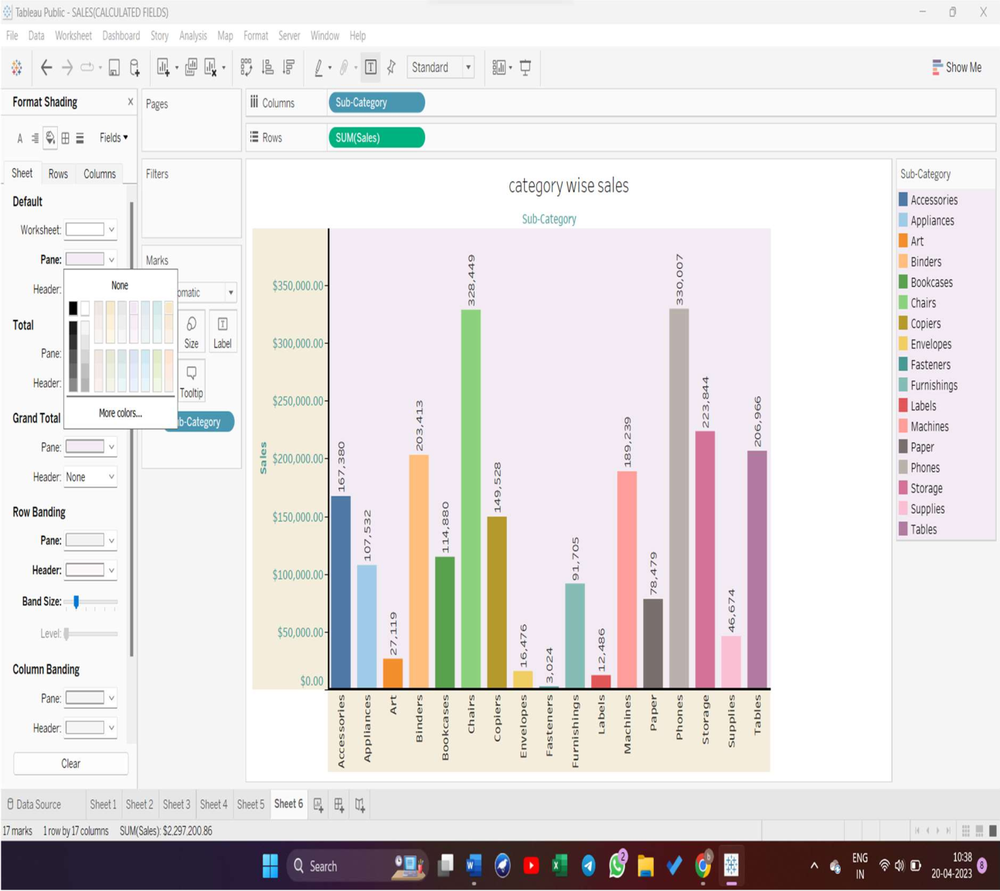 Tableau Public - SALES(CALCULATED FIELDS)
File Data Worksheet Dashboard Story Analysis Map Format Server Window Help
Standard
Show Me
Format Shading X
A Fields
Sheet Rows Columns
Default
Worksheet:
Pane:
Header:
None
Total
Pane:
Header:
More colors...
Grand Total
Pane:
Header: None
Row Banding
Pane:
Header:
Band Size:
Level:
Column Banding
Pane:
Header:
Clear
Pages
Filters
Marks
omatic
Size Label
Tooltip
b-Category
Columns Sub-Category
Rows SUM(Sales)
category wise sales
Sub-Category
Sales
$350,000.00
$300,000.00
$250,000.00
$200,000.00
$150,000.00
$100,000.00
$50,000.00
$0.00
167,380
107,532
27,119
203,413
114,880
328,449
149,528
16,476
3,024
91,705
12,486
189,239
78,479
330,007
223,844
46,674
206,966
Accessories
Appliances
Art
Binders
Bookcases
Chairs
Copiers
Envelopes
Fasteners
Furnishings
Labels
Machines
Paper
Phones
Storage
Supplies
Tables
Sub-Category
Accessories
Appliances
Art
Binders
Bookcases
Chairs
Copiers
Envelopes
Fasteners
Furnishings
Labels
Machines
Paper
Phones
Storage
Supplies
Tables
Data Source Sheet 1 Sheet 2 Sheet 3 Sheet 4 Sheet 5 Sheet 6
17 marks 1 row by 17 columns SUM(Sales): $2,297,200.86
Search
2
b
ENG
IN
10:38
20-04-2023
8